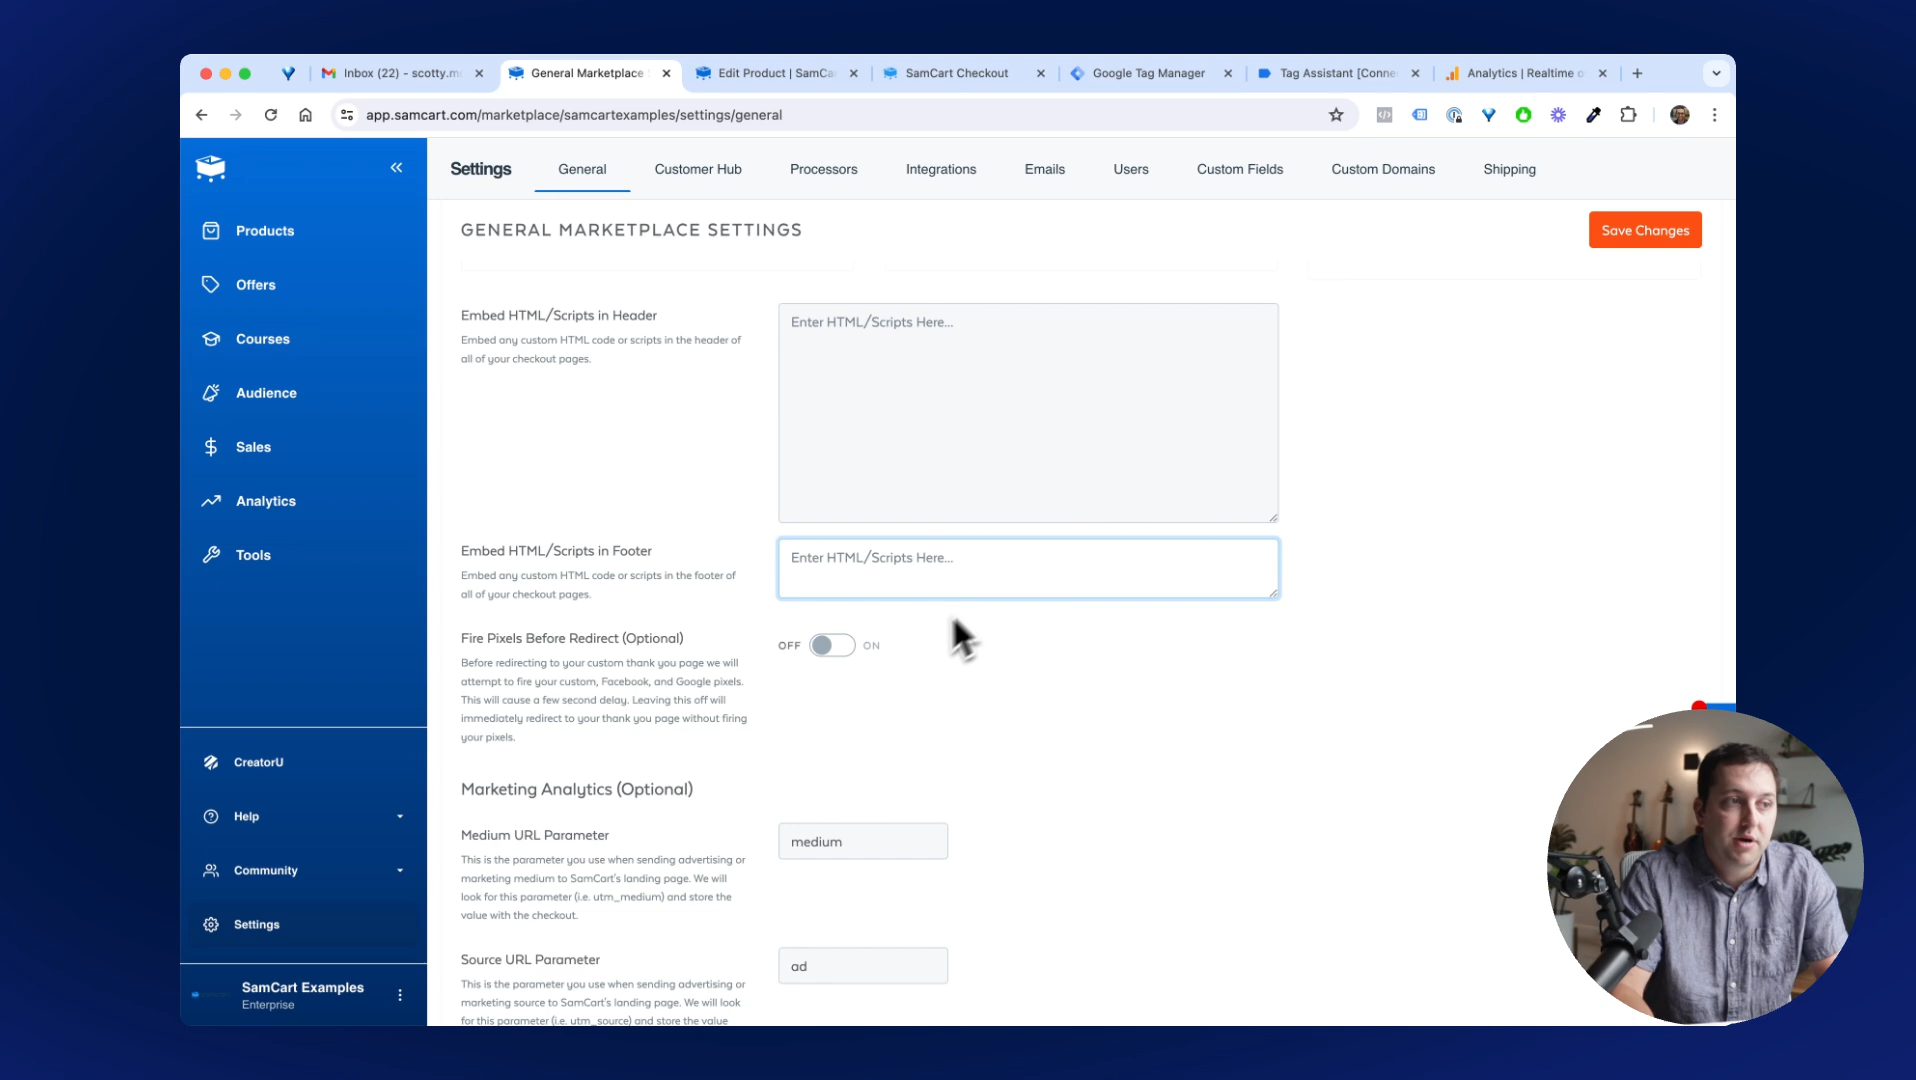 Inbox (22) - scotty.m
General Marketplace
Edit Product | SamCa
SamCart Checkout
Google Tag Manager
Tag Assistant [Conne
Analytics | Realtime o
app.samcart.com/marketplace/samcartexamples/settings/general
Settings
General
Customer Hub
Processors
Integrations
Emails
Users
Custom Fields
Custom Domains
Shipping
Products
Offers
Courses
Audience
Sales
Analytics
Tools
CreatorU
Help
Community
Settings
SamCart Examples
Enterprise
GENERAL MARKETPLACE SETTINGS
Save Changes
Embed HTML/Scripts in Header
Embed any custom HTML code or scripts in the header of
all of your checkout pages.
Enter HTML/Scripts Here...
Embed HTML/Scripts in Footer
Embed any custom HTML code or scripts in the footer of
all of your checkout pages.
Enter HTML/Scripts Here...
Fire Pixels Before Redirect (Optional)
OFF ON
Before redirecting to your custom thank you page we will
attempt to fire your custom, Facebook, and Google pixels.
This will cause a few second delay. Leaving this off will
immediately redirect to your thank you page without firing
your pixels.
Marketing Analytics (Optional)
Medium URL Parameter
This is the parameter you use when sending advertising or
marketing medium to SamCart's landing page. We will
look for this parameter (i.e. utm_medium) and store the
value with the checkout.
medium
Source URL Parameter
This is the parameter you use when sending advertising or
marketing source to SamCart's landing page. We will look
for this parameter (i.e. utm_source) and store the value
ad